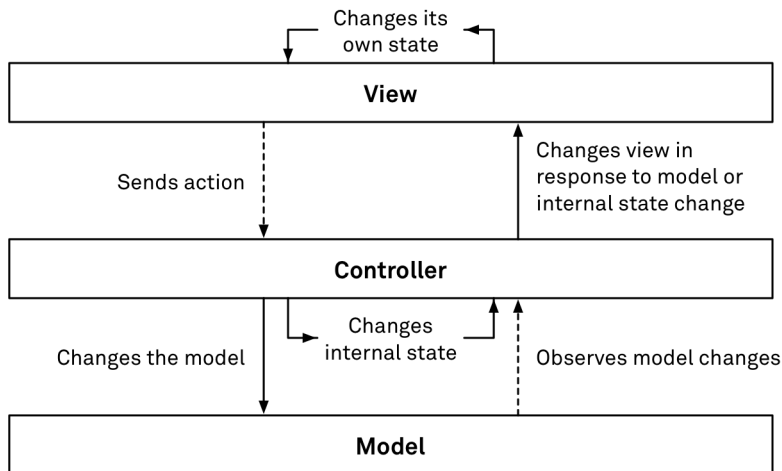 Changes its
own state
View
Sends action
Changes view in
response to model or
internal state change
Controller
Changes the model
Changes
internal state
Observes model changes
Model